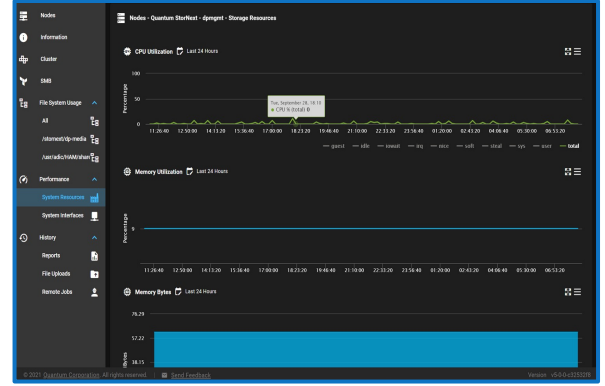 Nodes
Information
Cluster
SMB
File System Usage
All
/stornext/dp-media
/usr/adic/HAM/shan
Performance
System Resources
System Interfaces
History
Reports
File Uploads
Remote Jobs
Nodes - Quantum StorNext - dpmgmt - Storage Resources
CPU Utilization Last 24 Hours
100
50
0
Percentage
Tue, September 28, 18:10
CPU % (total) 0
11:26:40 12:50:00 14:13:20 15:36:40 17:00:00 18:23:20 19:46:40 21:10:00 22:33:20 23:56:40 01:20:00 02:43:20 04:06:40 05:30:00 06:53:20
guest idle iowait irq nice soft steal sys user total
Memory Utilization Last 24 Hours
9
Percentage
11:26:40 12:50:00 14:13:20 15:36:40 17:00:00 18:23:20 19:46:40 21:10:00 22:33:20 23:56:40 01:20:00 02:43:20 04:06:40 05:30:00 06:53:20
Memory Bytes Last 24 Hours
76.29
57.22
38.15
© 2021 Quantum Corporation. All rights reserved. Send Feedback